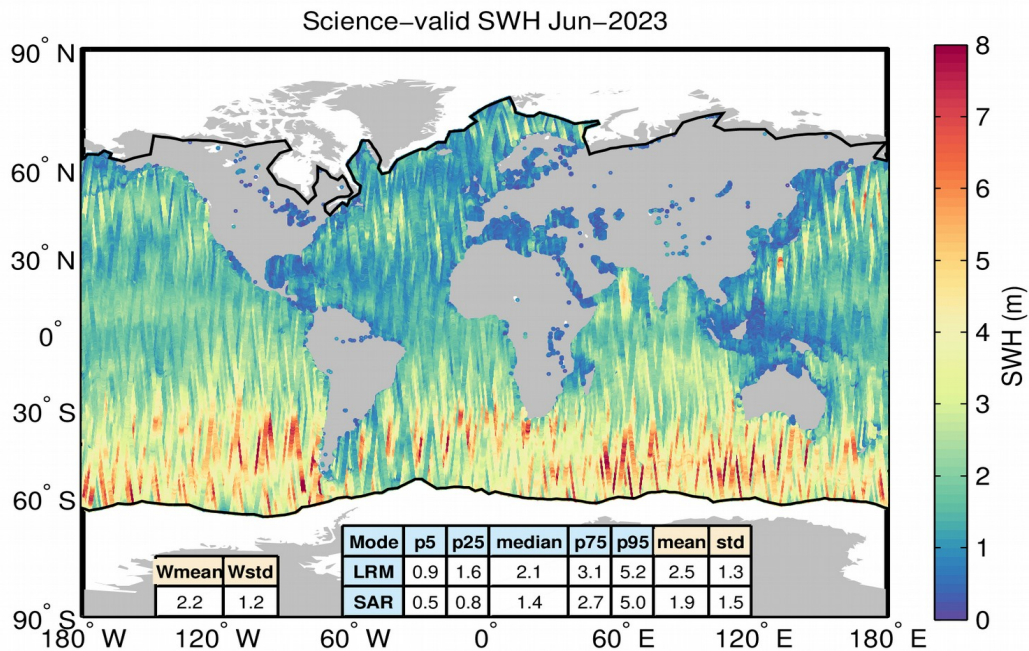 Science−valid SWH Jun−2023
90° N
60° N
30° N
0°
30° S
60° S
90° S
180° W 120° W 60° W 0° 60° E 120° E 180° E
Wmean Wstd
2.2 1.2
Mode p5 p25 median p75 p95 mean std
LRM 0.9 1.6 2.1 3.1 5.2 2.5 1.3
SAR 0.5 0.8 1.4 2.7 5.0 1.9 1.5
8
7
6
5
4
3
2
1
0
SWH (m)